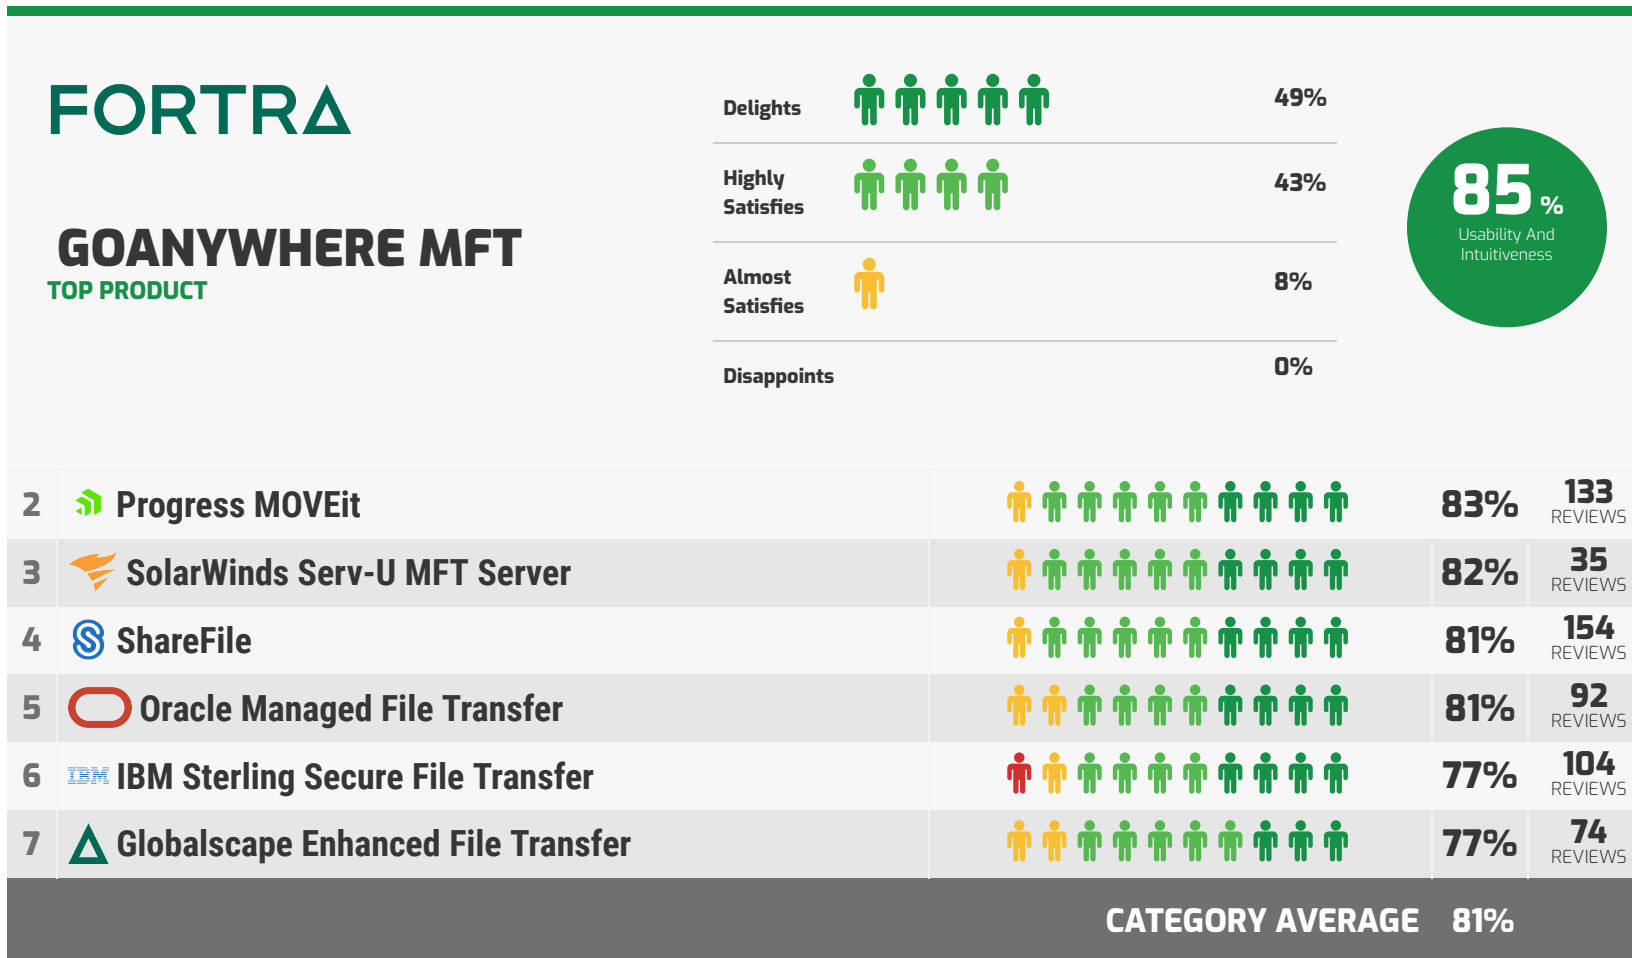 FORTRA
GOANYWHERE MFT
TOP PRODUCT
Delights 49%
Highly
Satisfies
43%
Almost
Satisfies
8%
Disappoints 0%
85 %
Usability And
Intuitiveness
2 Progress MOVEit 83% 133
REVIEWS
3 SolarWinds Serv-U MFT Server 82% 35
REVIEWS
4 ShareFile 81% 154
REVIEWS
5 Oracle Managed File Transfer 81% 92
REVIEWS
6 IBM IBM Sterling Secure File Transfer 77% 104
REVIEWS
7 Globalscape Enhanced File Transfer 77% 74
REVIEWS
CATEGORY AVERAGE 81%